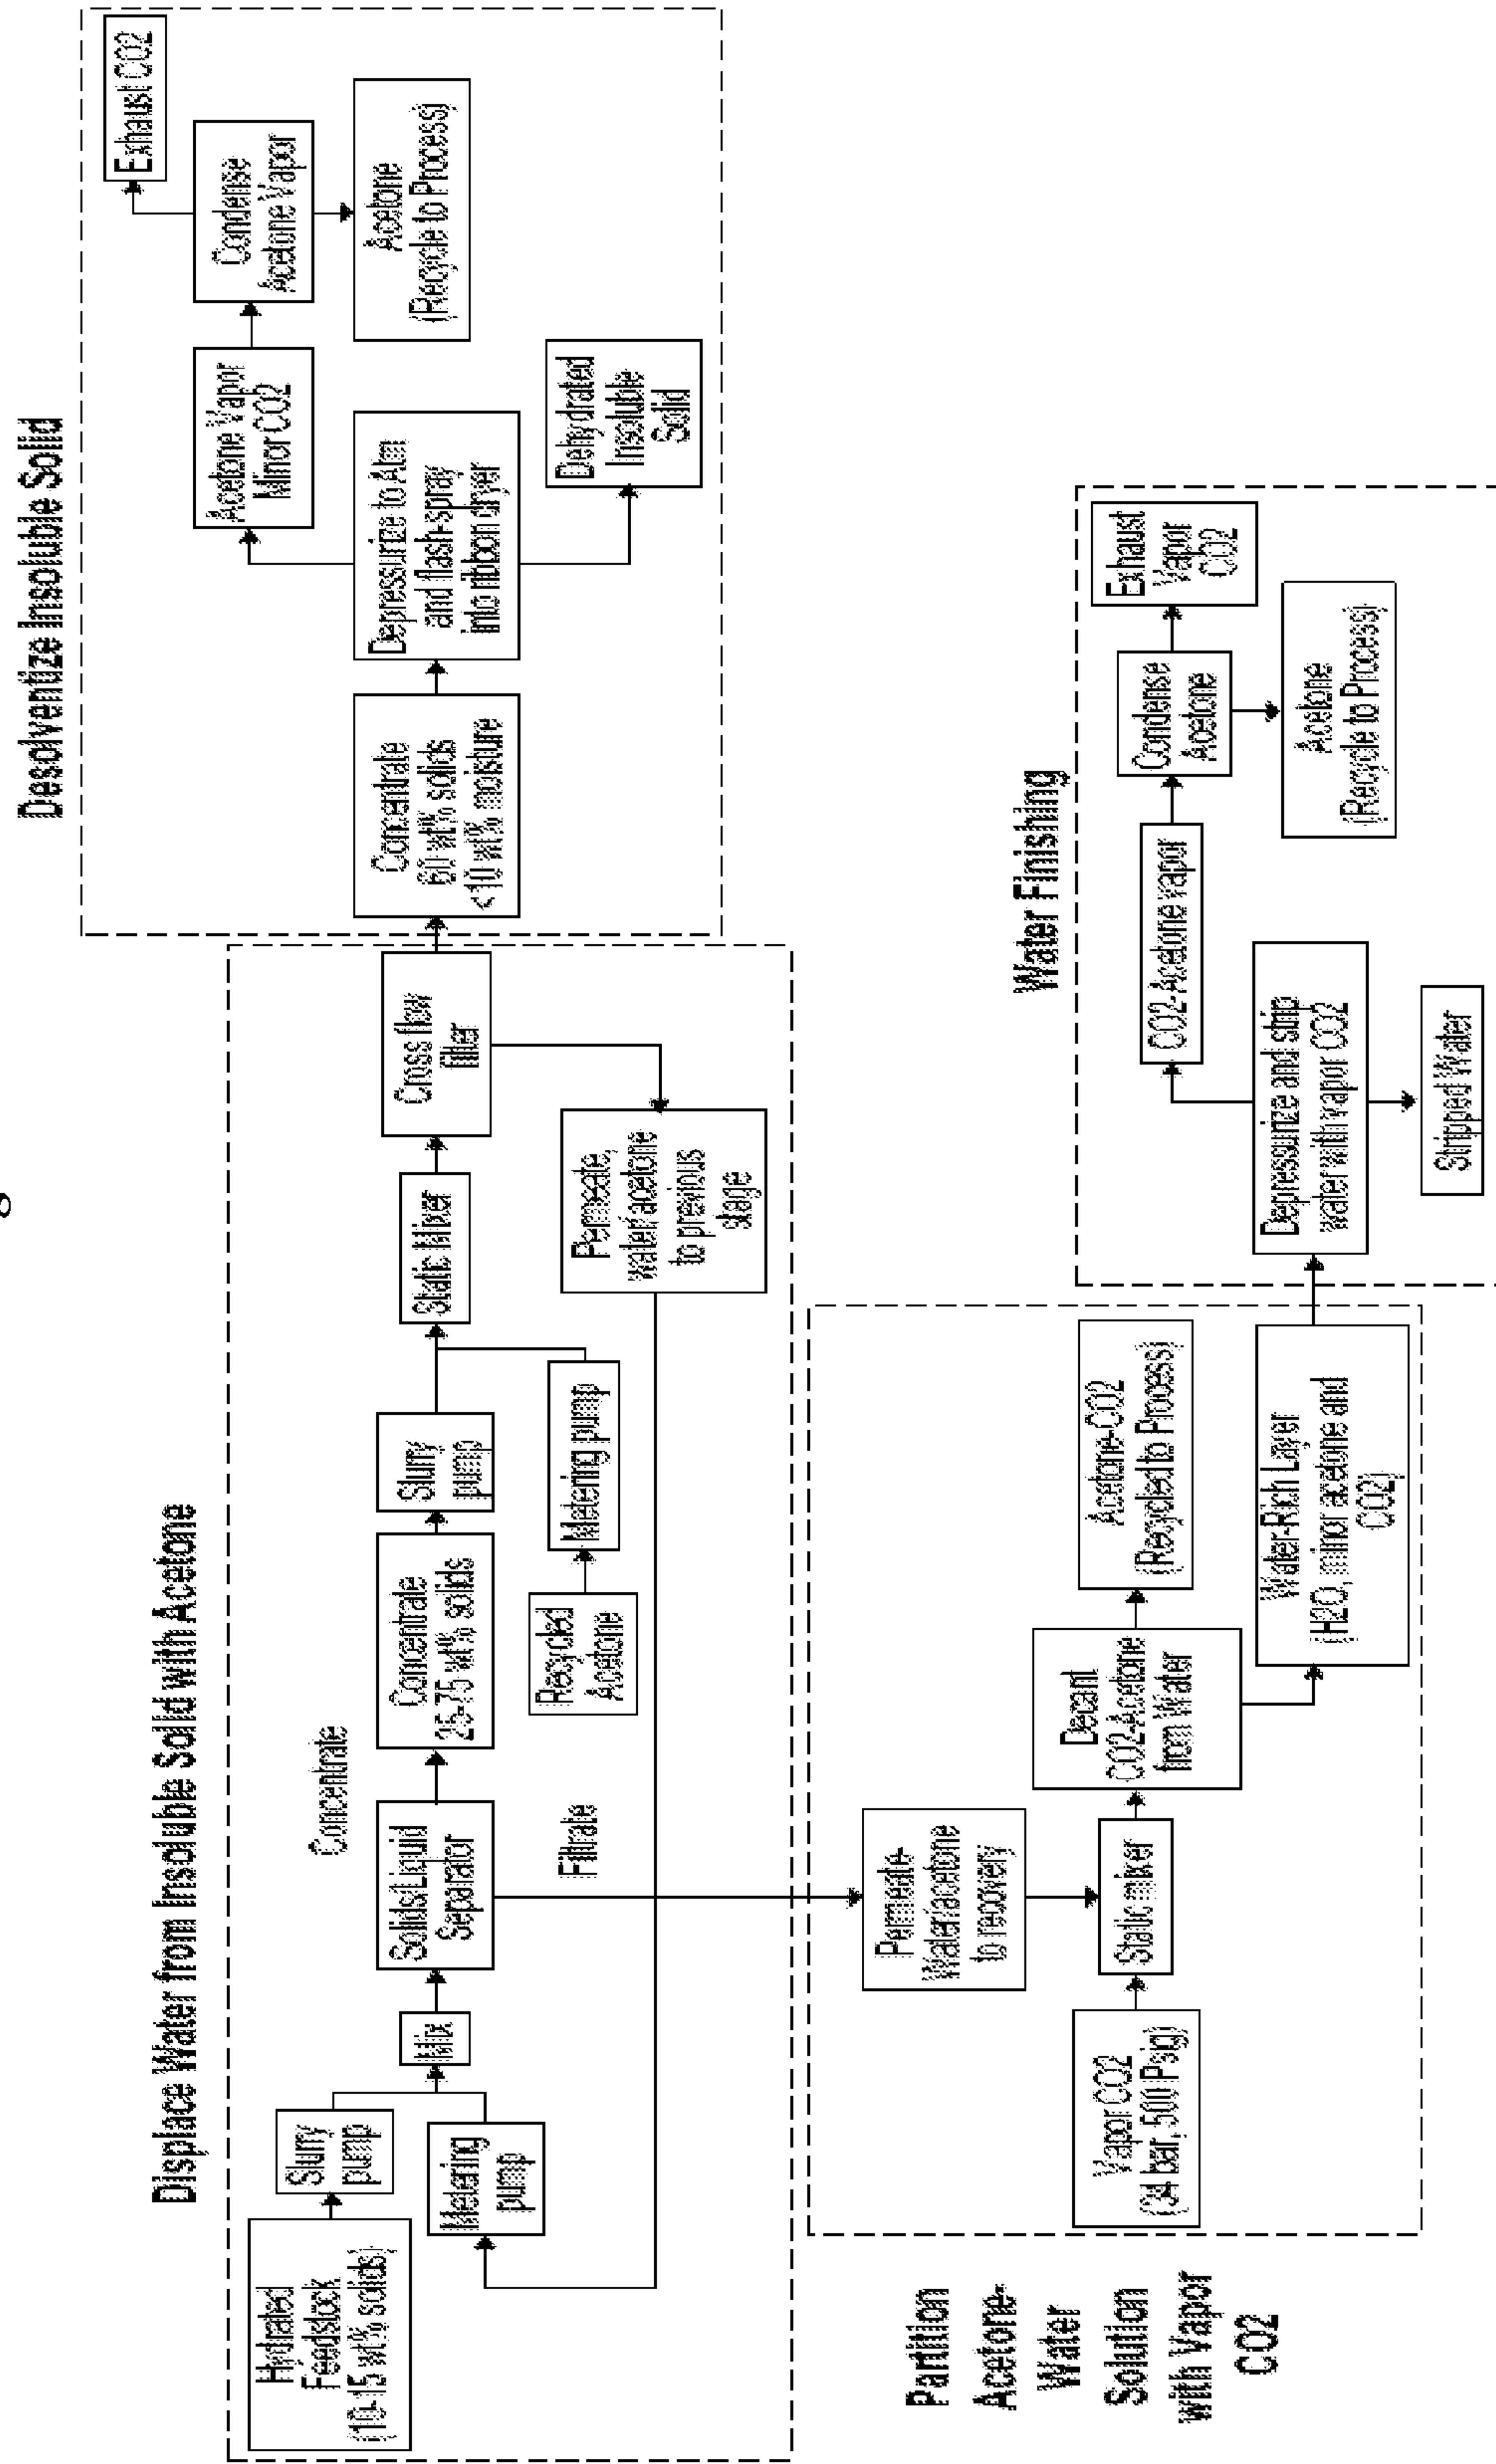 g
Displace Water from Insoluble Solid with Acetone
Hydrated
Feedstock
(10-15 wt% solids)
Slurry
pump
Metering
pump
Mix
Solids/Liquid
Separator
Concentrate
Filtrate
Concentrate
25-75 wt% solids
Slurry
pump
Recycled
Acetone
Metering pump
Static Mixer
Cross flow
filter
Permeate,
water/acetone
to previous
stage
Desolventize Insoluble Solid
Concentrate
60 wt% solids
<10 wt% moisture
Depressurize to Atm
and flash-spray
into ribbon dryer
Acetone Vapor
Minor CO2
Dehydrated
Insoluble
Solid
Condense
Acetone Vapor
Exhaust CO2
Acetone
(Recycle to Process)
Partition
Acetone-
Water
Solution
with Vapor
CO2
Permeate-
Water/acetone
to recovery
Vapor CO2
(34 bar, 500 Psig)
Static mixer
Decant
CO2-Acetone
from Water
Acetone-CO2
(Recycled to Process)
Water-Rich Layer
(H2O, minor acetone and
CO2)
Water Finishing
Depressurize and strip
water with vapor CO2
Stripped Water
CO2-Acetone vapor
Condense
Acetone
Exhaust
Vapor
CO2
Acetone
(Recycle to Process)